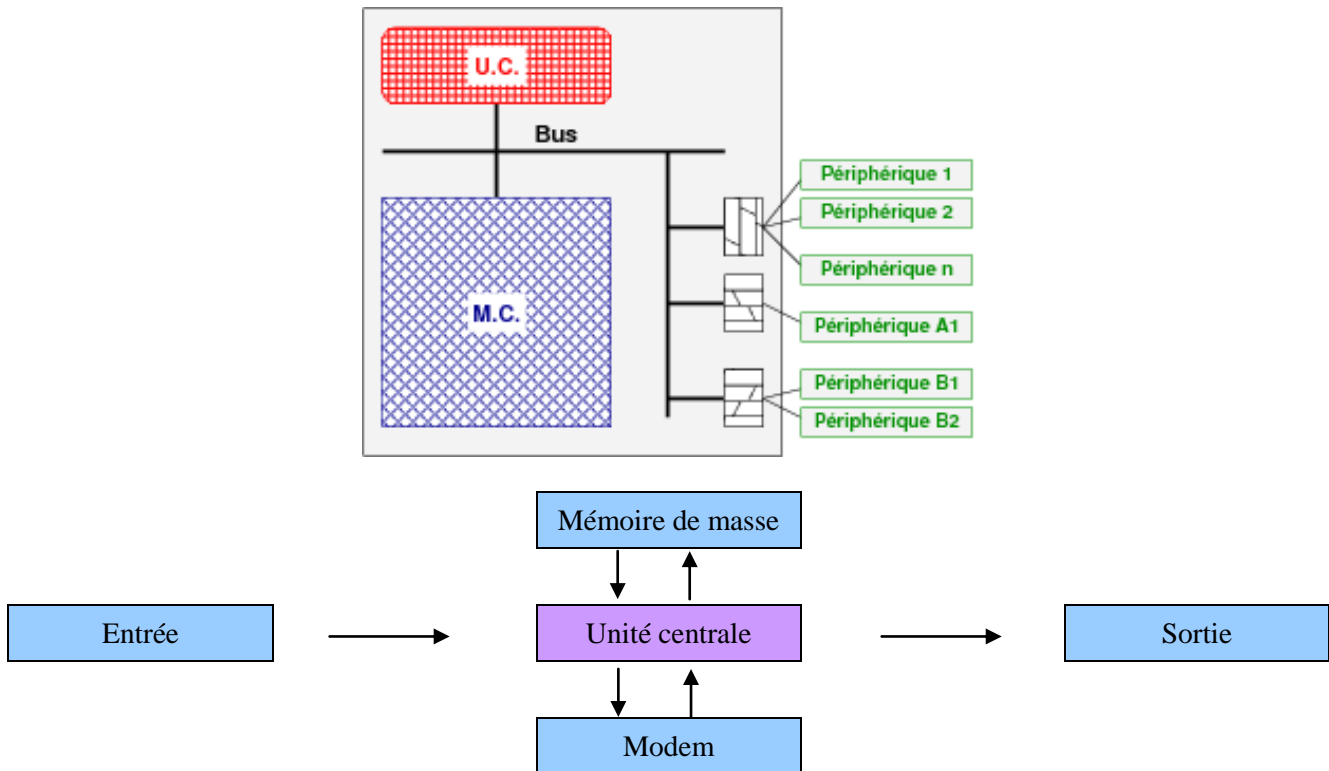 U.C.
Bus
Périphérique 1
Périphérique 2
Périphérique n
M.C.
Périphérique A1
Périphérique B1
Périphérique B2
Mémoire de masse
Entrée
Unité centrale
Sortie
Modem